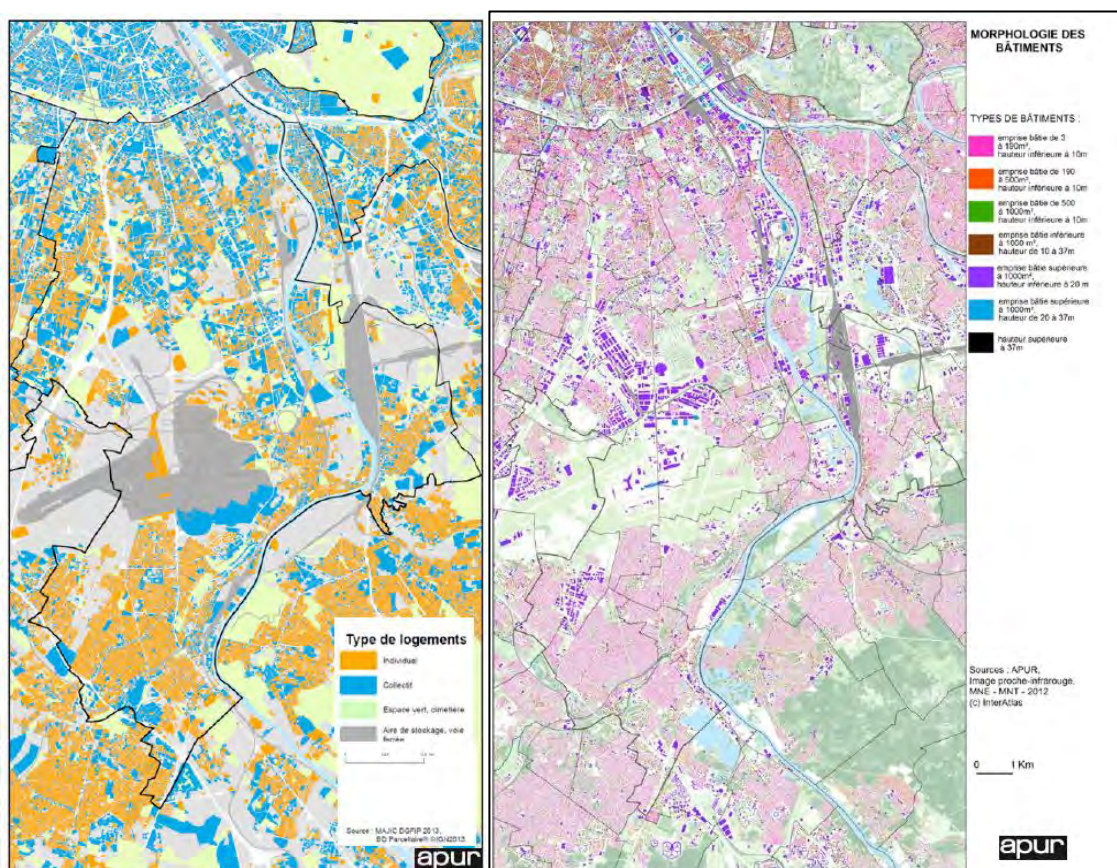 Type de logements
Individuel
Collectif
Espace vert, cimetière
Aire de stockage, voie
ferrée
Source : MAJIC DGFIP 2013,
BD Parcellaire® ©IGN2013
apur
MORPHOLOGIE DES
BÂTIMENTS
TYPES DE BÂTIMENTS :
emprise bâtie de 3
à 190m²,
hauteur inférieure à 10m
emprise bâtie de 190
à 500m²,
hauteur inférieure à 10m
emprise bâtie de 500
à 1000m²,
hauteur inférieure à 10m
emprise bâtie inférieure
à 1000 m²,
hauteur de 10 à 37m
emprise bâtie supérieure
à 1000m²,
hauteur inférieure à 20 m
emprise bâtie supérieure
à 1000m²,
hauteur de 20 à 37m
hauteur supérieure
à 37m
Sources : APUR,
Image proche-infrarouge,
MNE - MNT - 2012
(c) InterAtlas
0 1 Km
apur